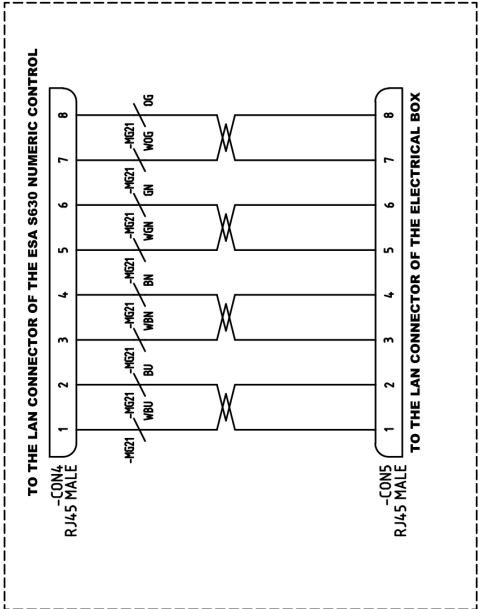 TO THE LAN CONNECTOR OF THE ESA S630 NUMERIC CONTROL
-CON4
RJ45 MALE
1 2 3 4 5 6 7 8
-MG21 -MG21 -MG21 -MG21 -MG21 -MG21 -MG21 -MG21
WBU BU WBN BN WGN GN WOG OG
-CON5
RJ45 MALE
1 2 3 4 5 6 7 8
TO THE LAN CONNECTOR OF THE ELECTRICAL BOX